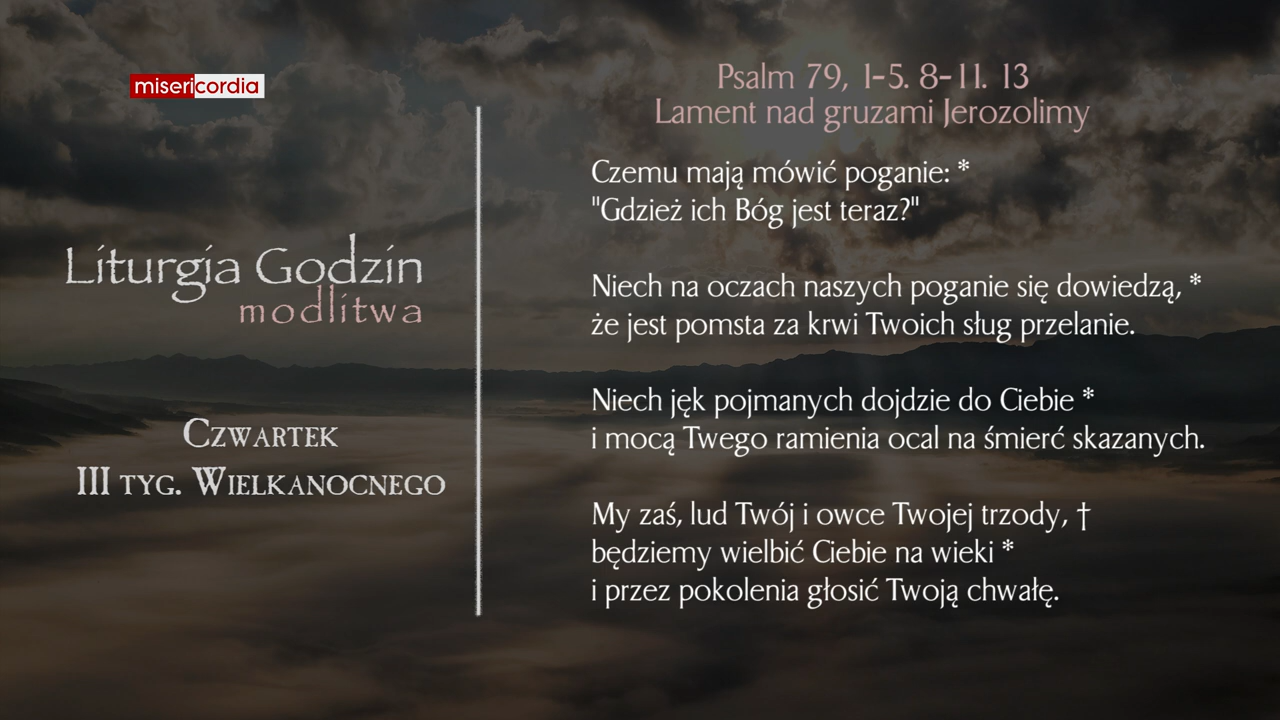 misericordia
Liturgia Godzin
modlitwa
Czwartek
III tyg. Wielkanocnego
Psalm 79, 1-5. 8-11. 13
Lament nad gruzami Jerozolimy
Czemu mają mówić poganie: *
"Gdzież ich Bóg jest teraz?"
Niech na oczach naszych poganie się dowiedzą, *
że jest pomsta za krwi Twoich sług przelanie.
Niech jęk pojmanych dojdzie do Ciebie *
i mocą Twego ramienia ocal na śmierć skazanych.
My zaś, lud Twój i owce Twojej trzody, †
będziemy wielbić Ciebie na wieki *
i przez pokolenia głosić Twoją chwałę.